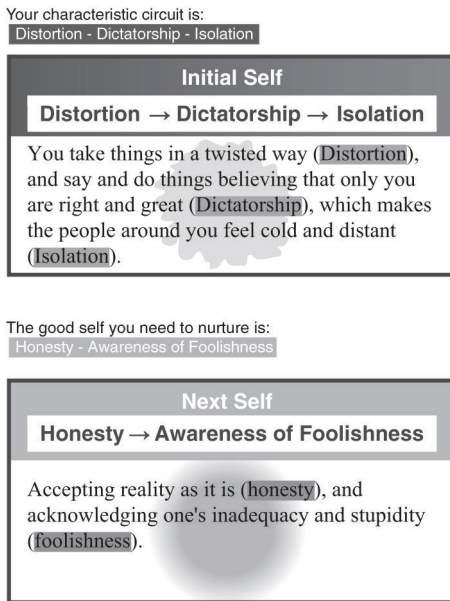 Your characteristic circuit is:
Distortion - Dictatorship - Isolation
Initial Self
Distortion → Dictatorship → Isolation
You take things in a twisted way (Distortion),
and say and do things believing that only you
are right and great (Dictatorship), which makes
the people around you feel cold and distant
(Isolation).
The good self you need to nurture is:
Honesty - Awareness of Foolishness
Next Self
Honesty → Awareness of Foolishness
Accepting reality as it is (honesty), and
acknowledging one's inadequacy and stupidity
(foolishness).